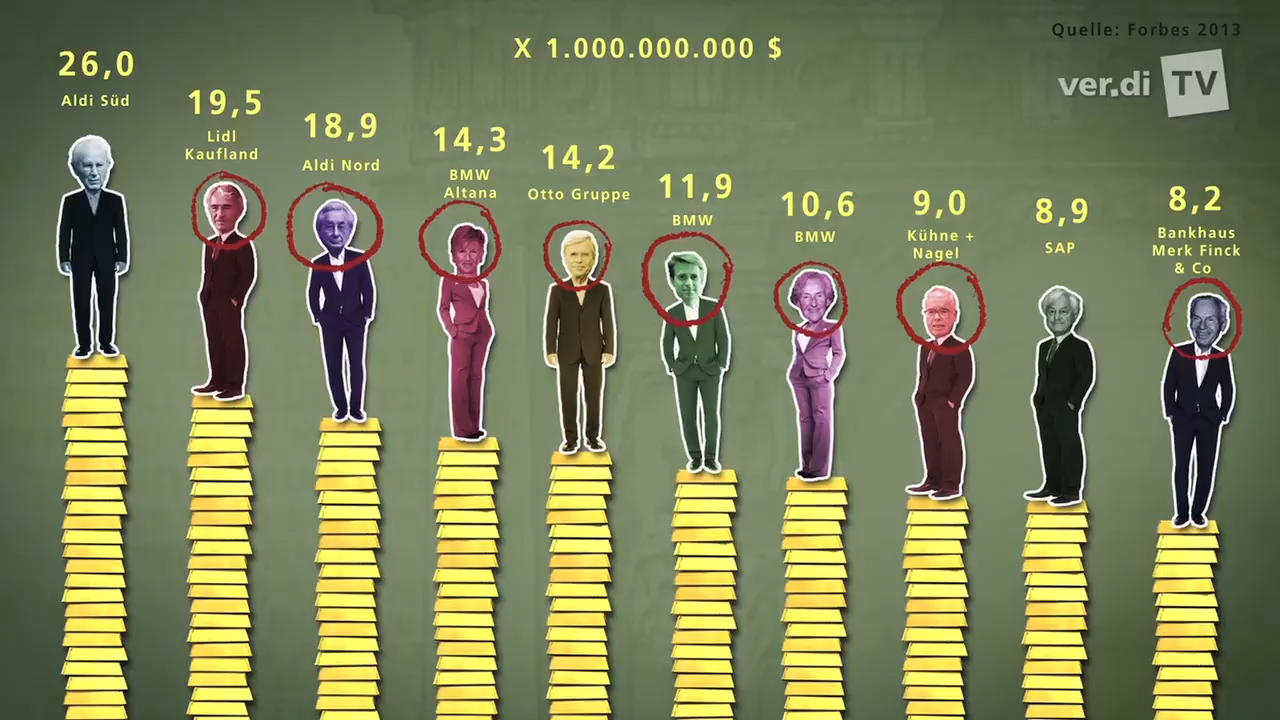 Quelle: Forbes 2013
ver.di TV
X 1.000.000.000 $
26,0
Aldi Süd
19,5
Lidl
Kaufland
18,9
Aldi Nord
14,3
BMW
Altana
14,2
Otto Gruppe
11,9
BMW
10,6
BMW
9,0
Kühne +
Nagel
8,9
SAP
8,2
Bankhaus
Merk Finck
& Co